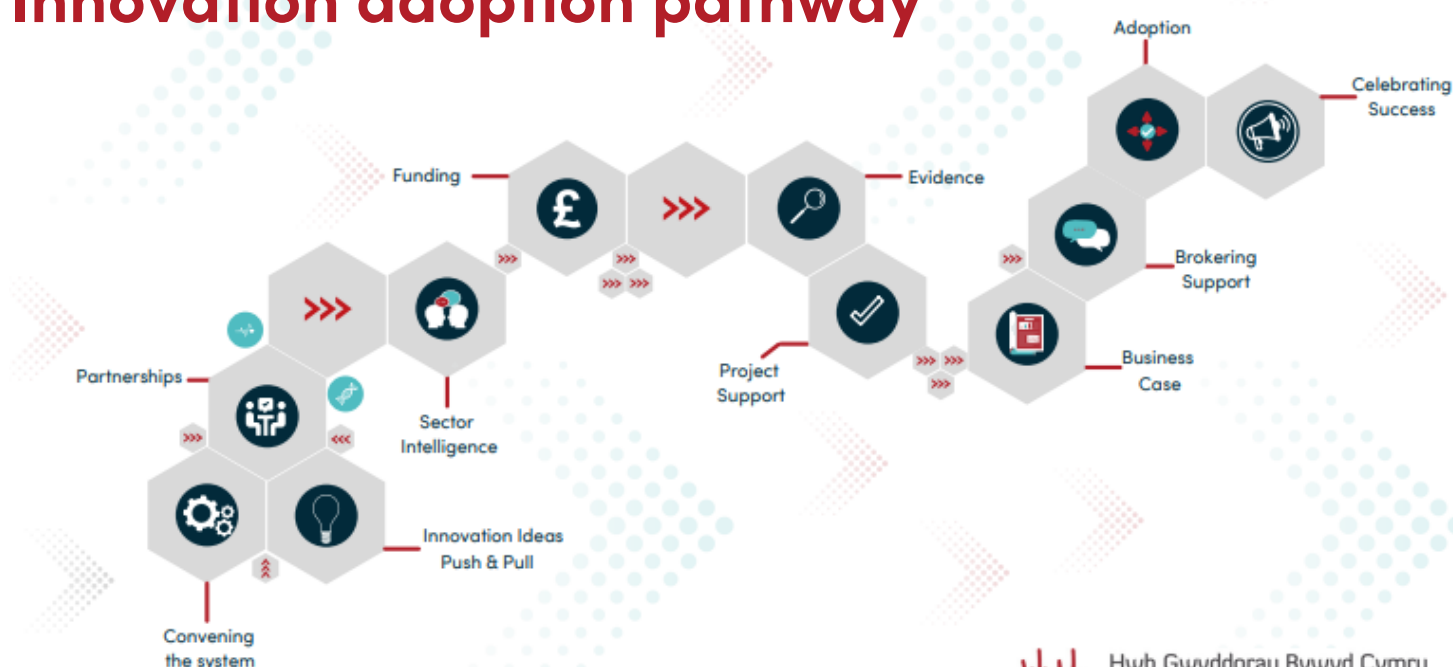 Innovation adoption pathway
Adoption
Celebrating
Success
Funding
Evidence
Brokering
Support
Partnerships
Project
Support
Business
Case
Sector
Intelligence
Innovation Ideas
Push & Pull
Convening
the system
Hwb Gwyddorau Bywyd Cymru